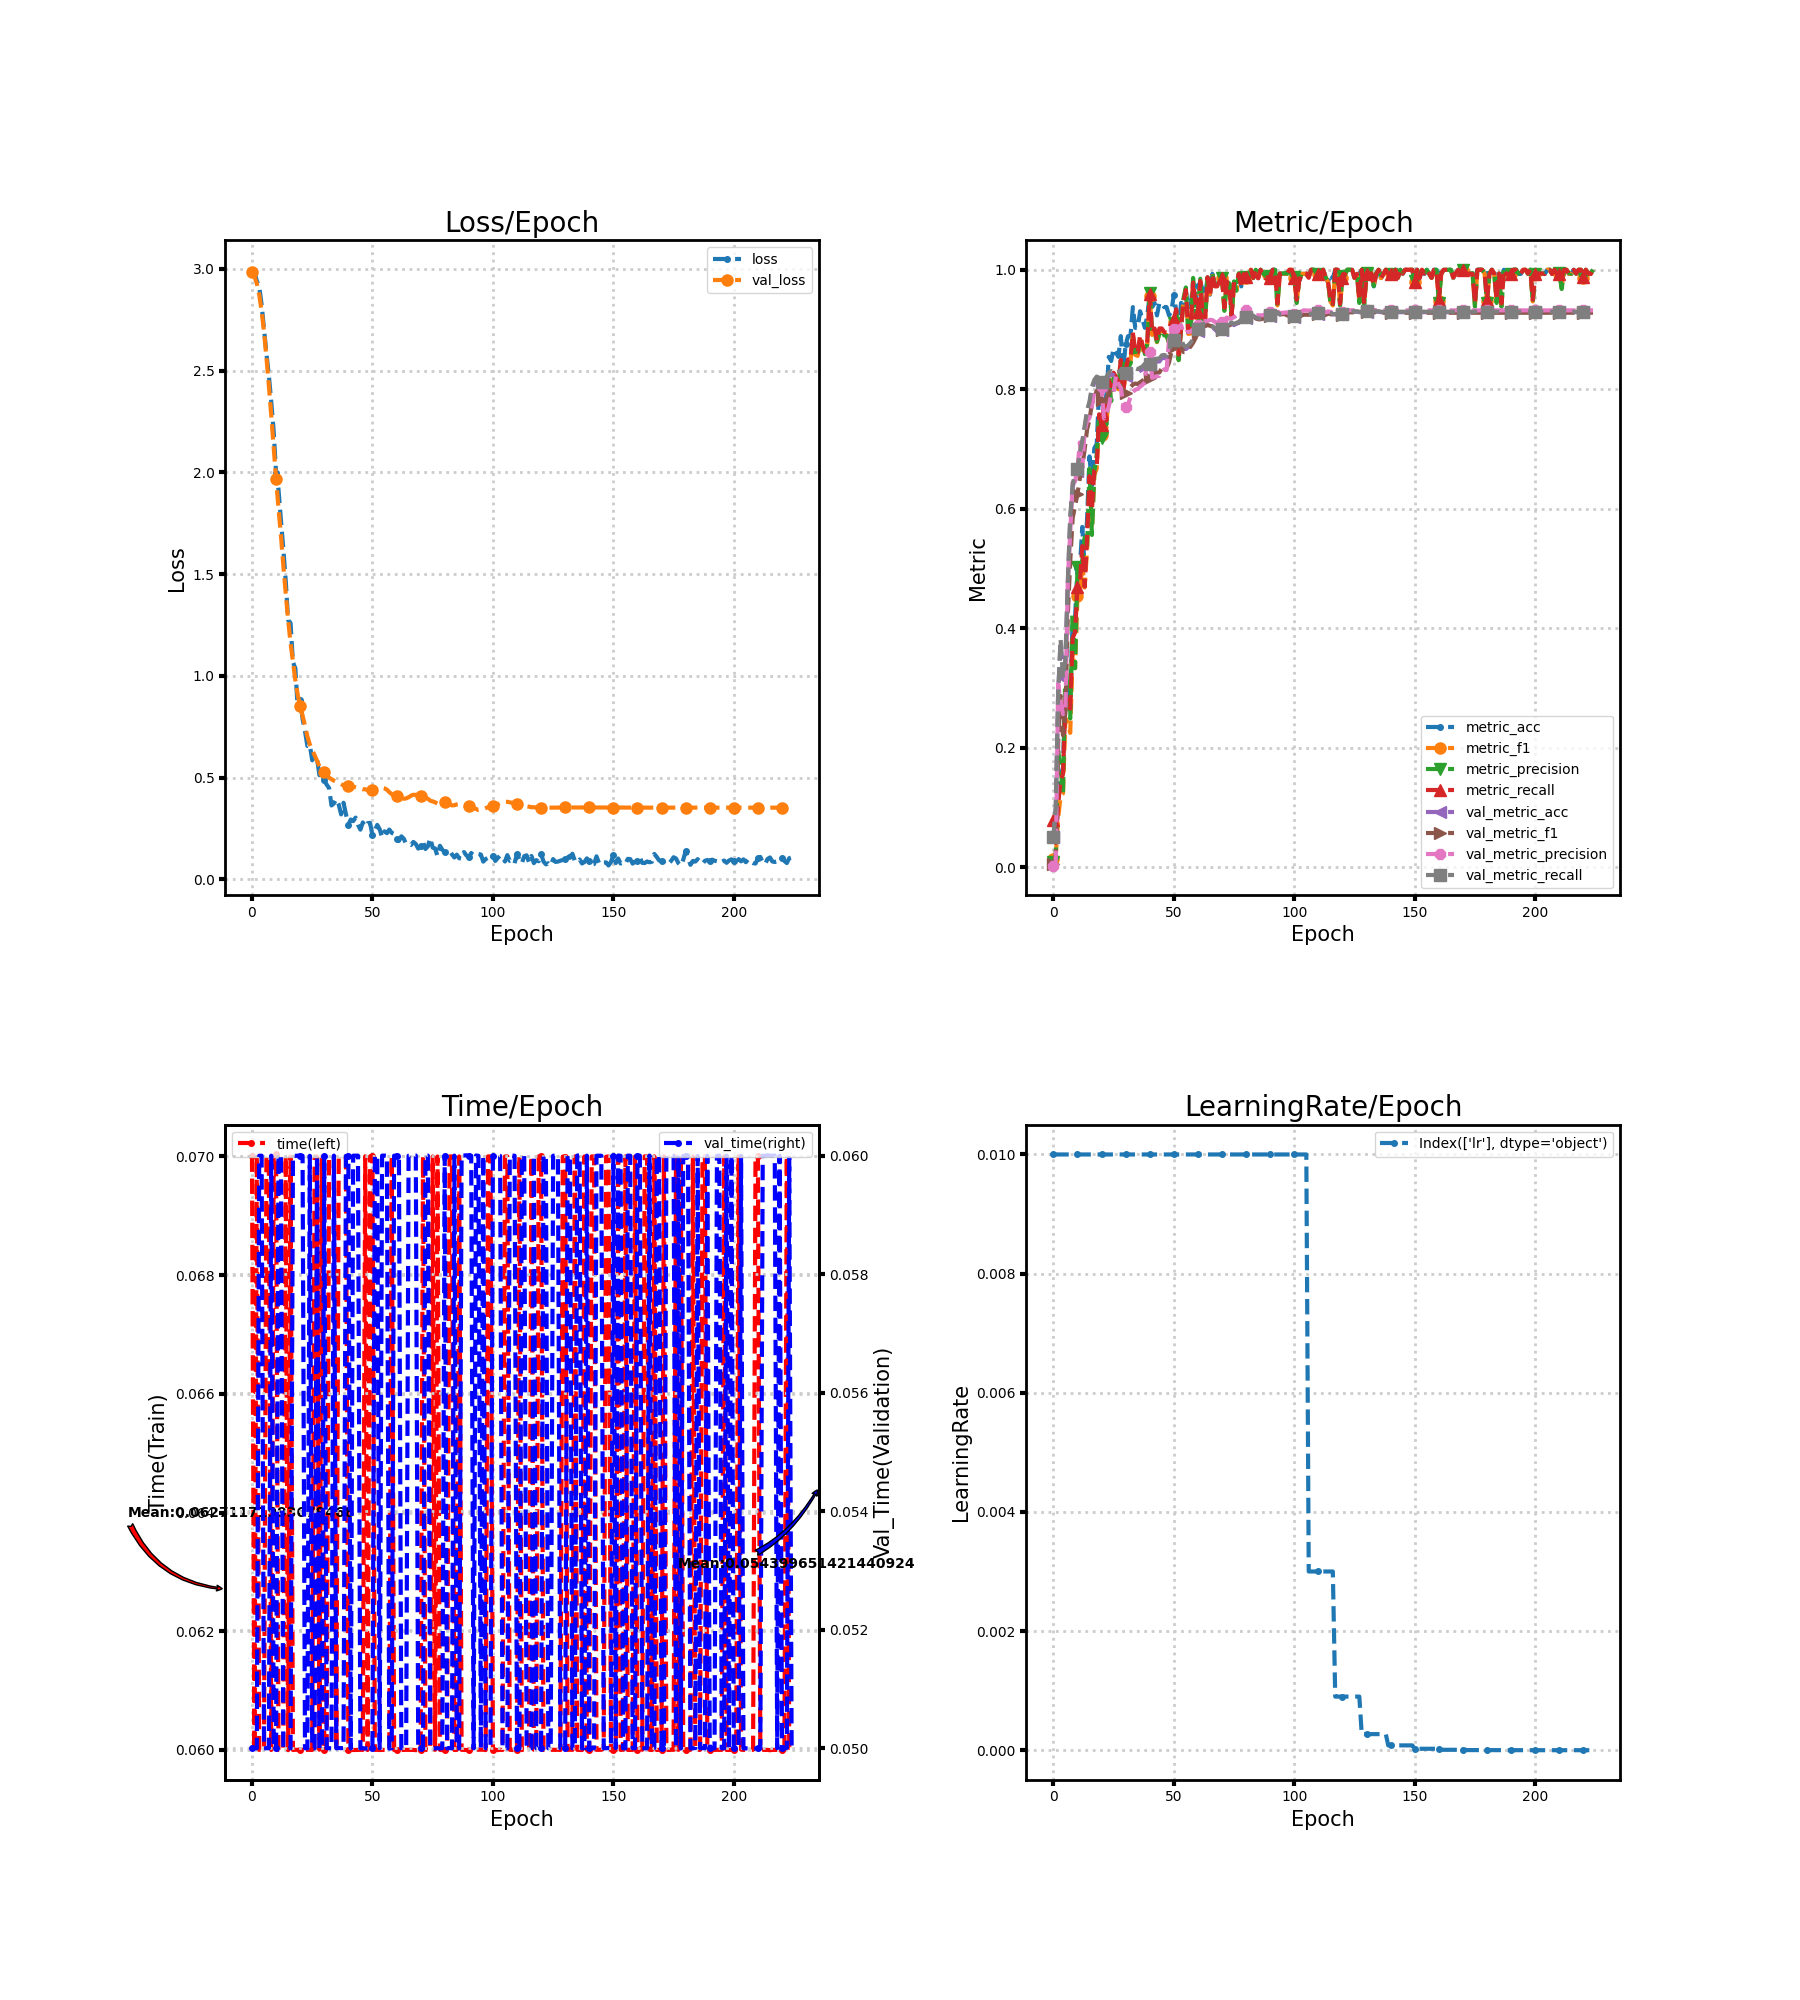 Loss/Epoch
3.0
2.5
2.0
1.5
1.0
0.5
0.0
0
50
100
150
200
Loss
Epoch
loss
val_loss
Metric/Epoch
1.0
0.8
0.6
0.4
0.2
0.0
0
50
100
150
200
Metric
Epoch
metric_acc
metric_f1
metric_precision
metric_recall
val_metric_acc
val_metric_f1
val_metric_precision
val_metric_recall
Time/Epoch
time(left)
val_time(right)
0.070
0.068
0.066
0.062
0.060
0.060
0.058
0.056
0.054
0.052
0.050
0
50
100
150
200
Time(Train)
Val_Time(Validation)
Mean:0.054399651421440924
Epoch
LearningRate/Epoch
Index(['lr'], dtype='object')
0.010
0.008
0.006
0.004
0.002
0.000
0
50
100
150
200
LearningRate
Epoch